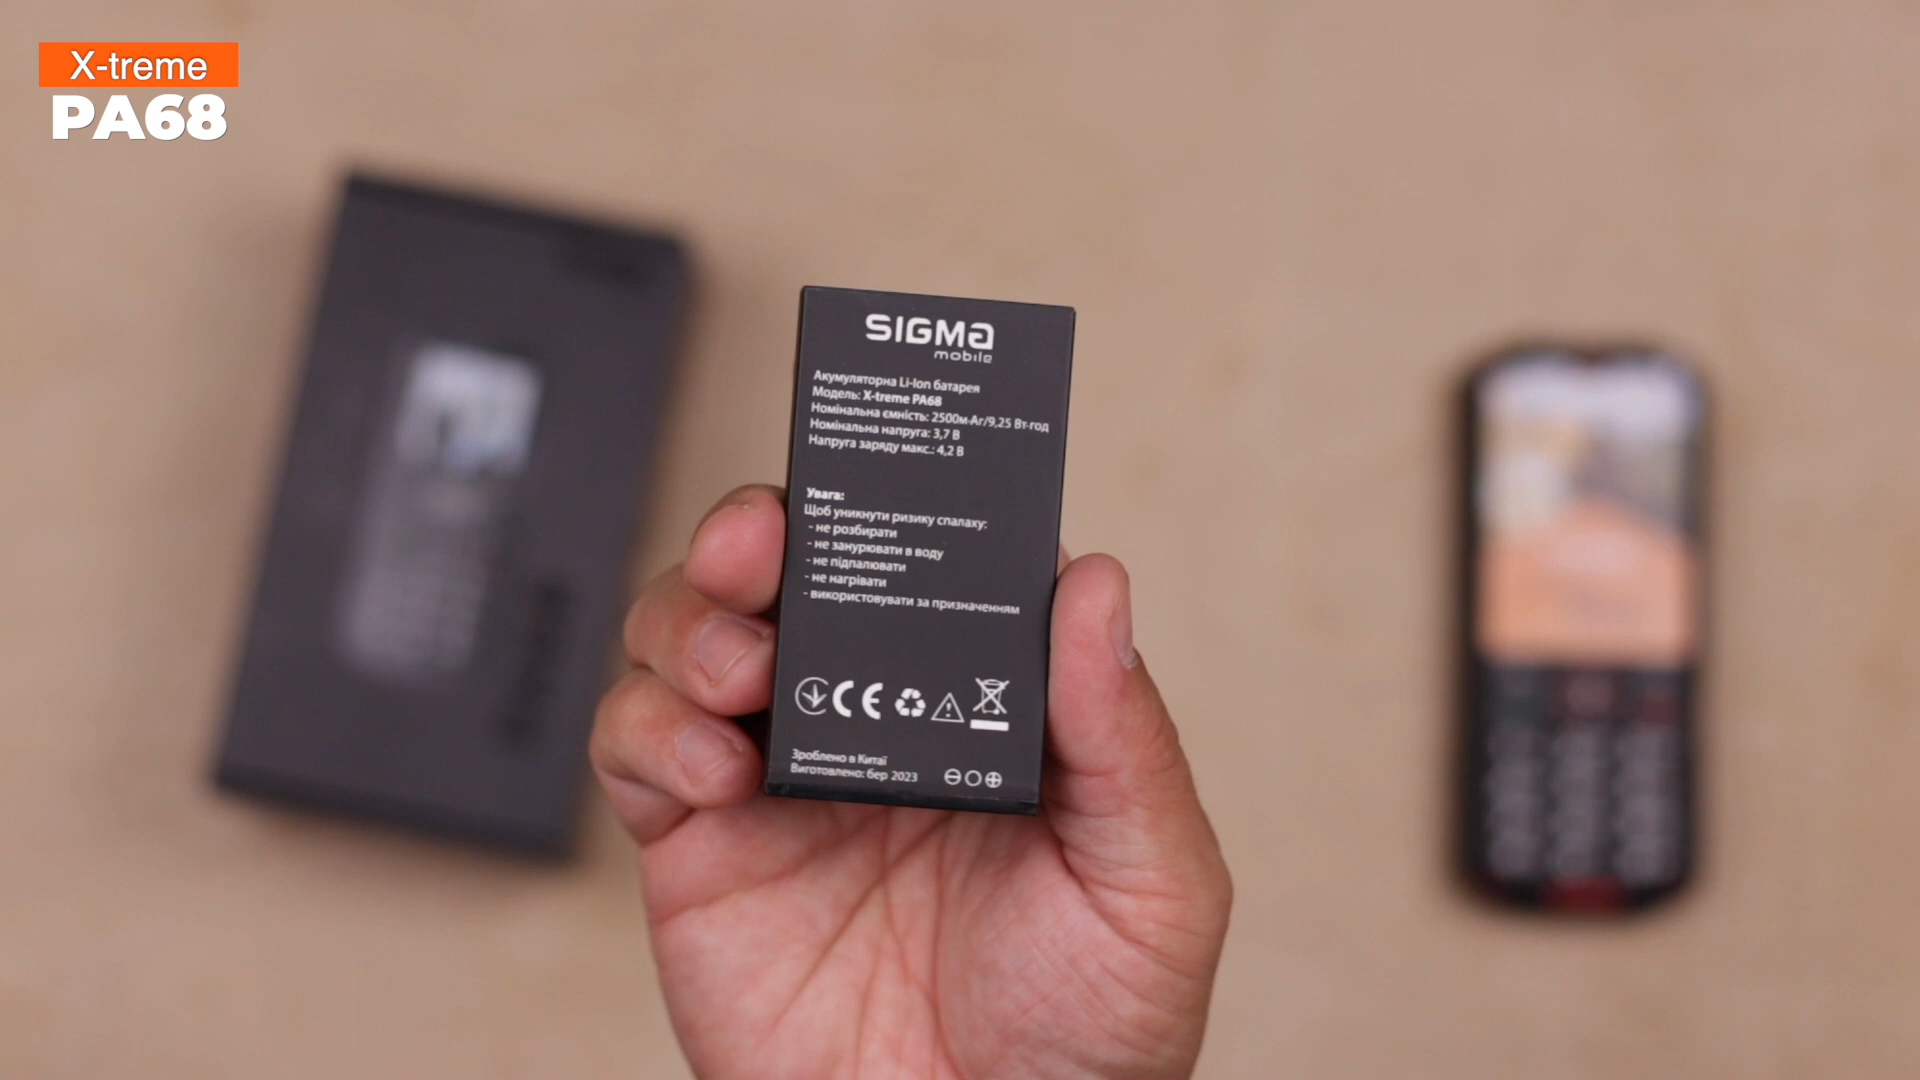 X-treme
PA68
SIGMA
mobile
Акумуляторна Li-Ion батарея
Модель: X-treme PA68
Номінальна ємність: 2500м·Аг/9,25 Вт·год
Номінальна напруга: 3,7 В
Напруга заряду макс.: 4,2 В
Увага:
Щоб уникнути ризику спалаху:
- не розбирати
- не занурювати в воду
- не підпалювати
- не нагрівати
- використовувати за призначенням
CE
Зроблено в Китаї
Виготовлено: бер 2023